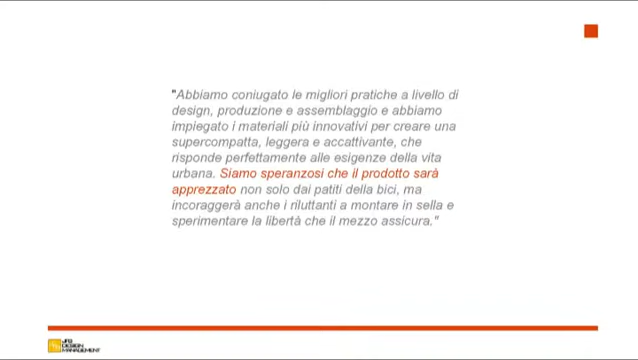 "Abbiamo coniugato le migliori pratiche a livello di
design, produzione e assemblaggio e abbiamo
impiegato i materiali più innovativi per creare una
supercompatta, leggera e accattivante, che
risponde perfettamente alle esigenze della vita
urbana. Siamo speranzosi che il prodotto sarà
apprezzato non solo dai patiti della bici, ma
incoraggerà anche i riluttanti a montare in sella e
sperimentare la libertà che il mezzo assicura."
DESIGN
MANAGEMENT